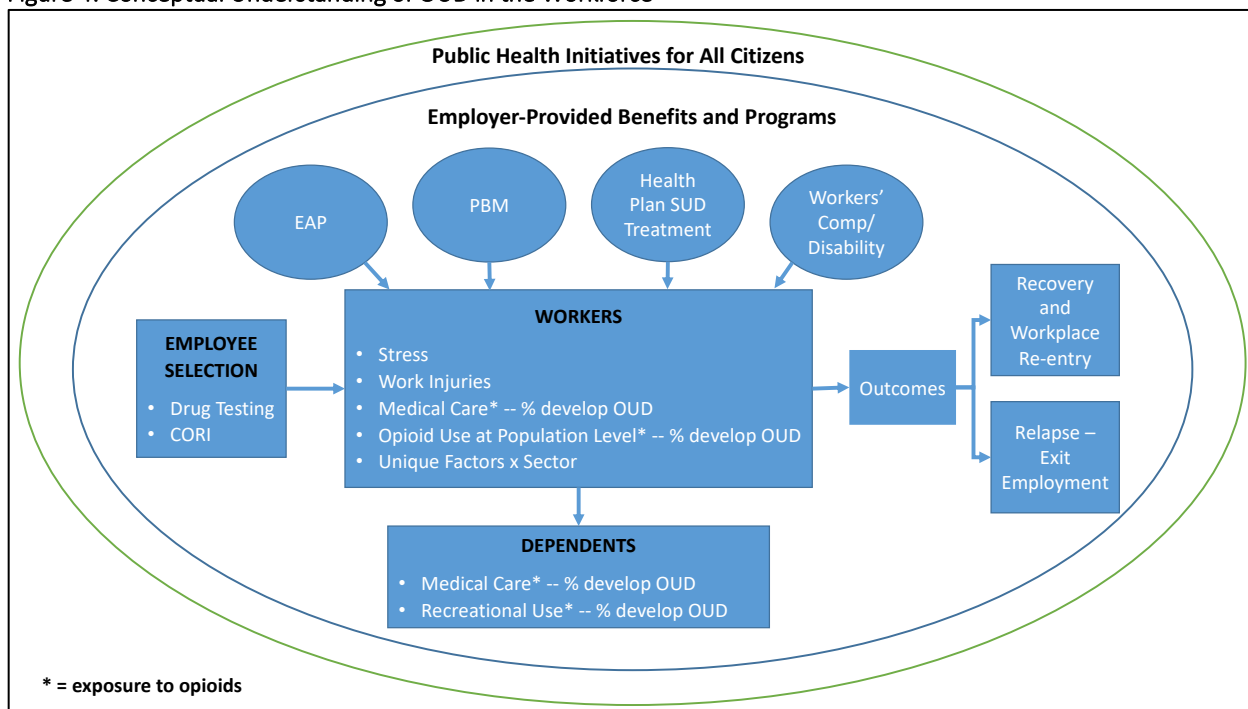 Public Health Initiatives for All Citizens
Employer-Provided Benefits and Programs
EAP
PBM
Health
Plan SUD
Treatment
Workers'
Comp/
Disability
EMPLOYEE
SELECTION
• Drug Testing
• CORI
WORKERS
• Stress
• Work Injuries
• Medical Care* -- % develop OUD
• Opioid Use at Population Level* -- % develop OUD
• Unique Factors x Sector
Outcomes
Recovery
and
Workplace
Re-entry
Relapse –
Exit
Employment
DEPENDENTS
• Medical Care* -- % develop OUD
• Recreational Use* -- % develop OUD
* = exposure to opioids